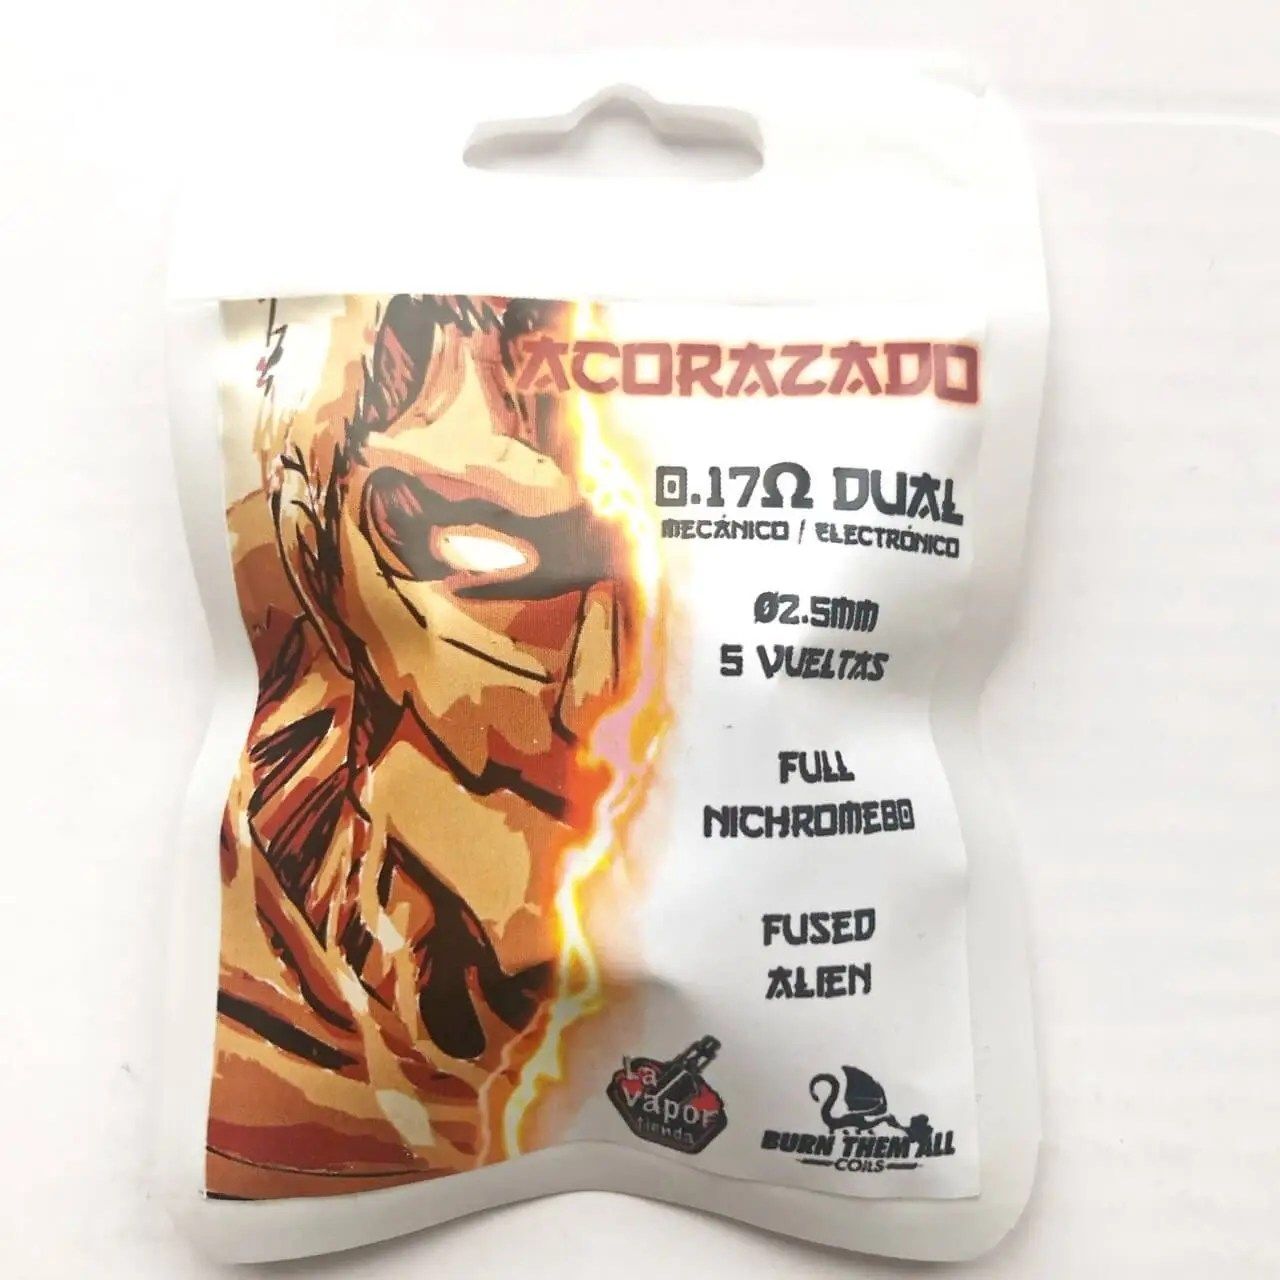 ACORAZADO
0.17Ω DUAL
MECÁNICO / ELECTRÓNICO
Ø2.5MM
5 VUELTAS
FULL
NICHROME80
FUSED
ALIEN
La
vapor
tienda
BURN THEM ALL
COILS